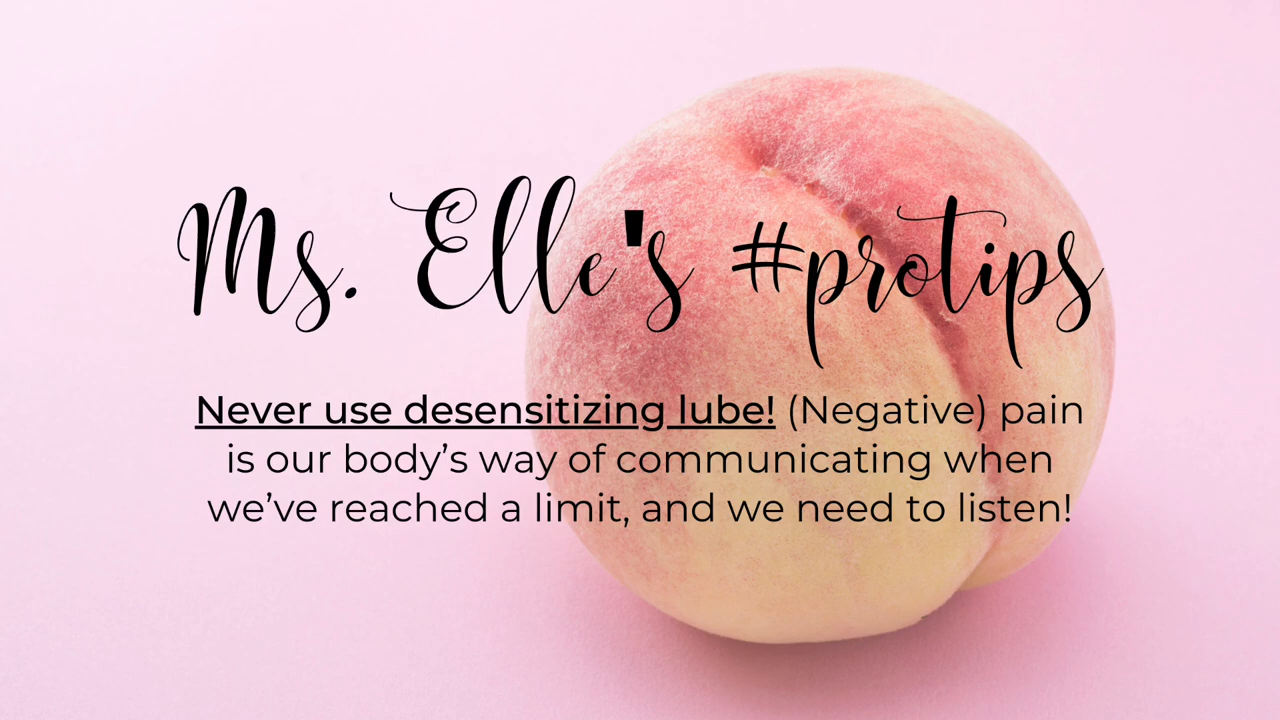 Ms. Elle's #protips
Never use desensitizing lube! (Negative) pain
is our body’s way of communicating when
we’ve reached a limit, and we need to listen!